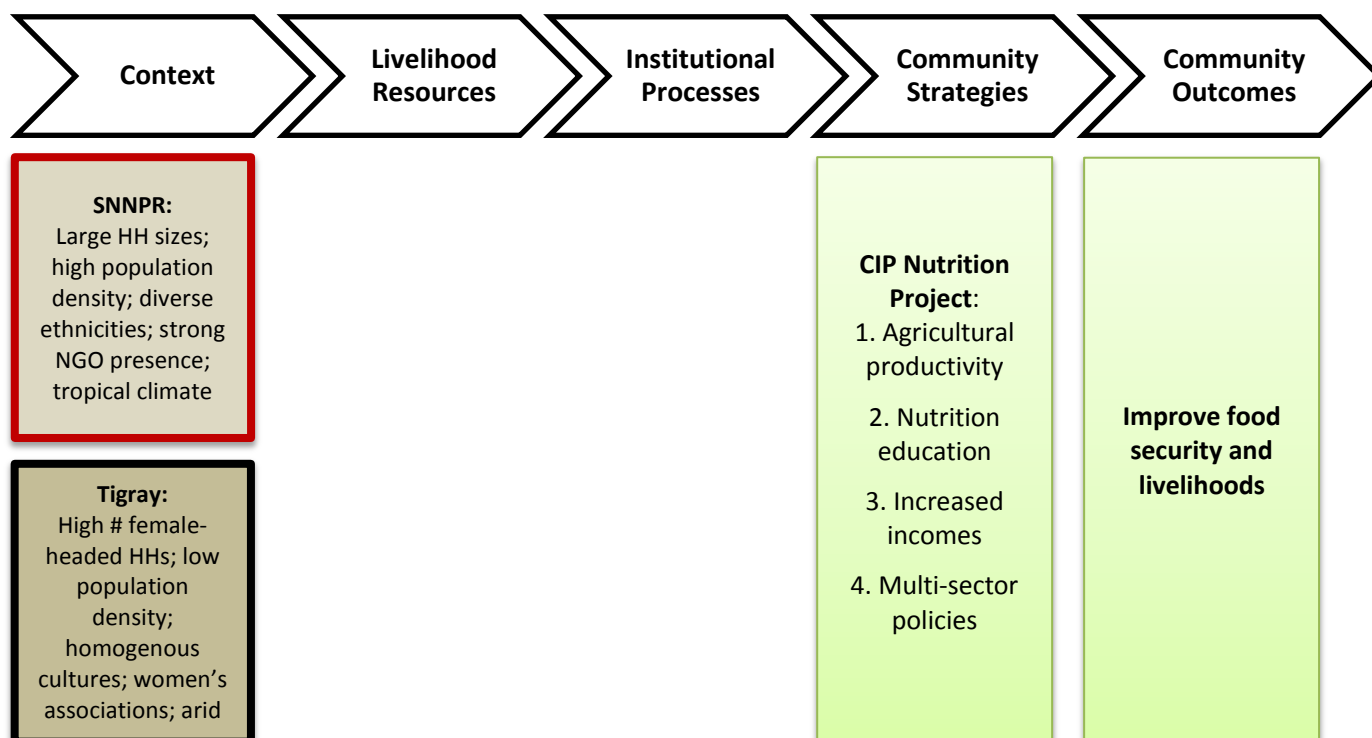 Context
Livelihood
Resources
Institutional
Processes
Community
Strategies
Community
Outcomes
SNNPR:
Large HH sizes;
high population
density; diverse
ethnicities; strong
NGO presence;
tropical climate
Tigray:
High # female-
headed HHs; low
population
density;
homogenous
cultures; women’s
associations; arid
CIP Nutrition
Project:
1. Agricultural
productivity
2. Nutrition
education
3. Increased
incomes
4. Multi-sector
policies
Improve food
security and
livelihoods